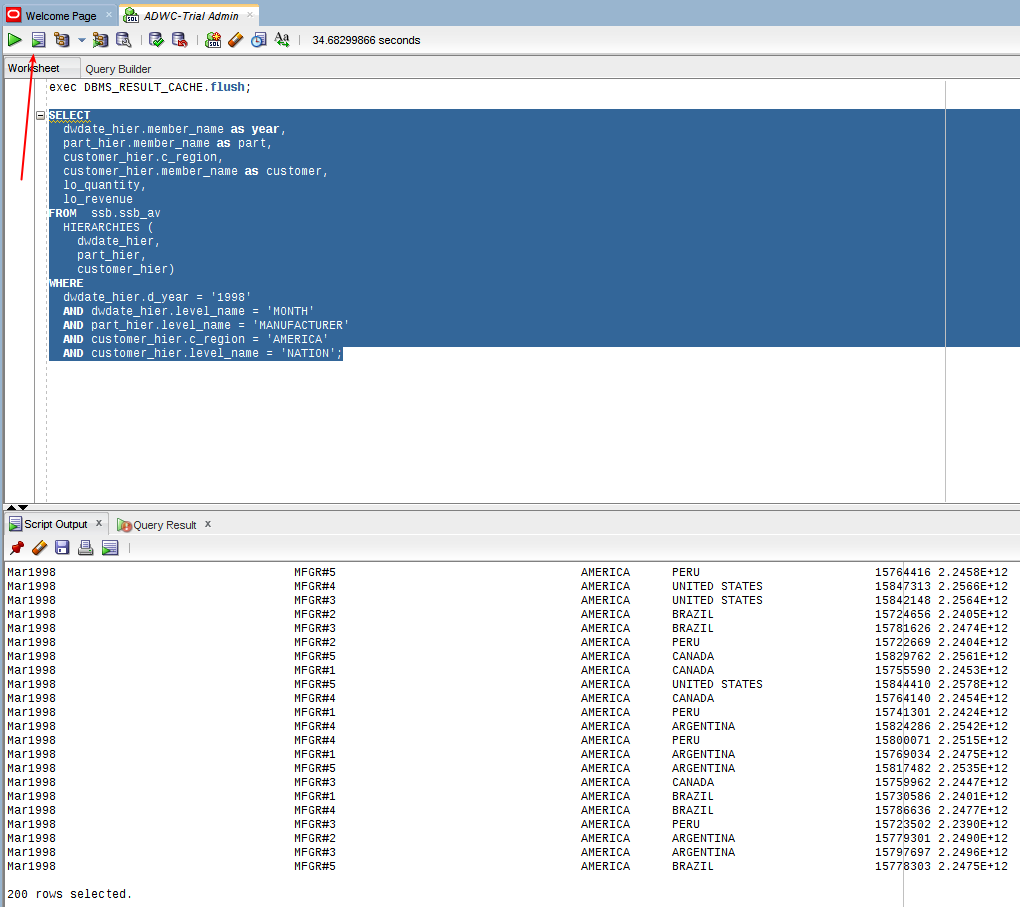 Welcome Page
ADWC-Trial Admin
34.68299866 seconds
Worksheet
Query Builder
exec DBMS_RESULT_CACHE.flush;
SELECT
dwdate_hier.member_name as year,
part_hier.member_name as part,
customer_hier.c_region,
customer_hier.member_name as customer,
lo_quantity,
lo_revenue
FROM  ssb.ssb_av
HIERARCHIES (
dwdate_hier,
part_hier,
customer_hier)
WHERE
dwdate_hier.d_year = '1998'
AND dwdate_hier.level_name = 'MONTH'
AND part_hier.level_name = 'MANUFACTURER'
AND customer_hier.c_region = 'AMERICA'
AND customer_hier.level_name = 'NATION';
Script Output x
Query Result x
Mar1998 MFGR#5 AMERICA PERU 15764416 2.2458E+12
Mar1998 MFGR#4 AMERICA UNITED STATES 15847313 2.2566E+12
Mar1998 MFGR#3 AMERICA UNITED STATES 15842148 2.2564E+12
Mar1998 MFGR#2 AMERICA BRAZIL 15724656 2.2405E+12
Mar1998 MFGR#3 AMERICA BRAZIL 15781626 2.2474E+12
Mar1998 MFGR#2 AMERICA PERU 15722669 2.2404E+12
Mar1998 MFGR#5 AMERICA CANADA 15829762 2.2561E+12
Mar1998 MFGR#1 AMERICA CANADA 15755590 2.2453E+12
Mar1998 MFGR#5 AMERICA UNITED STATES 15844410 2.2578E+12
Mar1998 MFGR#4 AMERICA CANADA 15764140 2.2454E+12
Mar1998 MFGR#1 AMERICA PERU 15741301 2.2424E+12
Mar1998 MFGR#4 AMERICA ARGENTINA 15824286 2.2542E+12
Mar1998 MFGR#4 AMERICA PERU 15800071 2.2515E+12
Mar1998 MFGR#1 AMERICA ARGENTINA 15769034 2.2475E+12
Mar1998 MFGR#5 AMERICA ARGENTINA 15817482 2.2535E+12
Mar1998 MFGR#3 AMERICA CANADA 15759962 2.2447E+12
Mar1998 MFGR#1 AMERICA BRAZIL 15730586 2.2401E+12
Mar1998 MFGR#4 AMERICA BRAZIL 15786636 2.2477E+12
Mar1998 MFGR#3 AMERICA PERU 15723502 2.2390E+12
Mar1998 MFGR#2 AMERICA ARGENTINA 15779301 2.2490E+12
Mar1998 MFGR#3 AMERICA ARGENTINA 15797697 2.2496E+12
Mar1998 MFGR#5 AMERICA BRAZIL 15778303 2.2475E+12
200 rows selected.